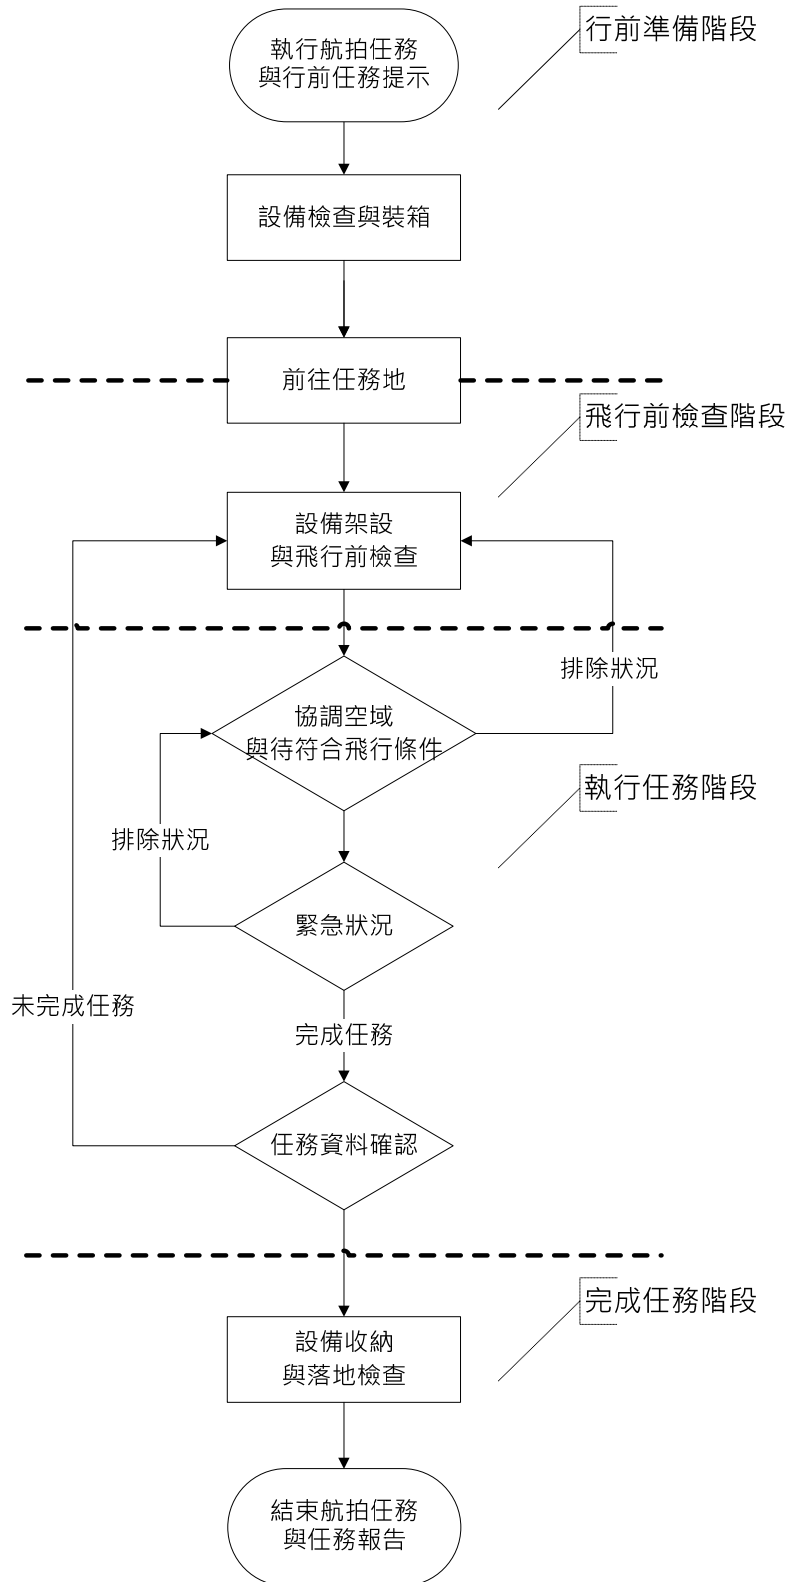 執行航拍任務
與行前任務提示
行前準備階段
設備檢查與裝箱
前往任務地
飛行前檢查階段
設備架設
與飛行前檢查
排除狀況
協調空域
與待符合飛行條件
執行任務階段
排除狀況
緊急狀況
未完成任務
完成任務
任務資料確認
完成任務階段
設備收納
與落地檢查
結束航拍任務
與任務報告